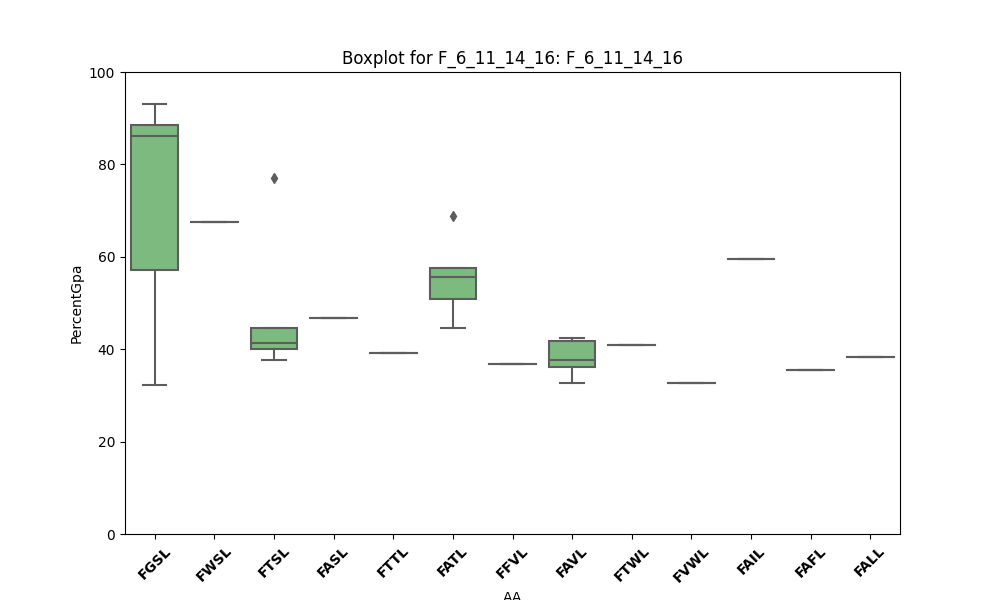 Boxplot for F_6_11_14_16: F_6_11_14_16
100
80
60
40
20
0
PercentGpa
FGSL
FWSL
FTSL
FASL
FTTL
FATL
FFVL
FAVL
FTWL
FVWL
FAIL
FAFL
FALL
AA